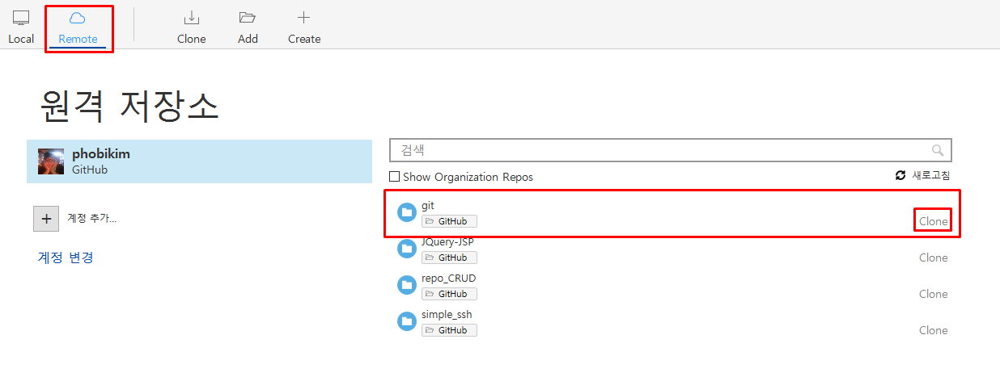 Local Remote Clone Add Create
원격 저장소
phobikim
GitHub
계정 추가...
계정 변경
검색
Show Organization Repos 새로고침
git
GitHub Clone
JQuery-JSP
GitHub Clone
repo_CRUD
GitHub Clone
simple_ssh
GitHub Clone